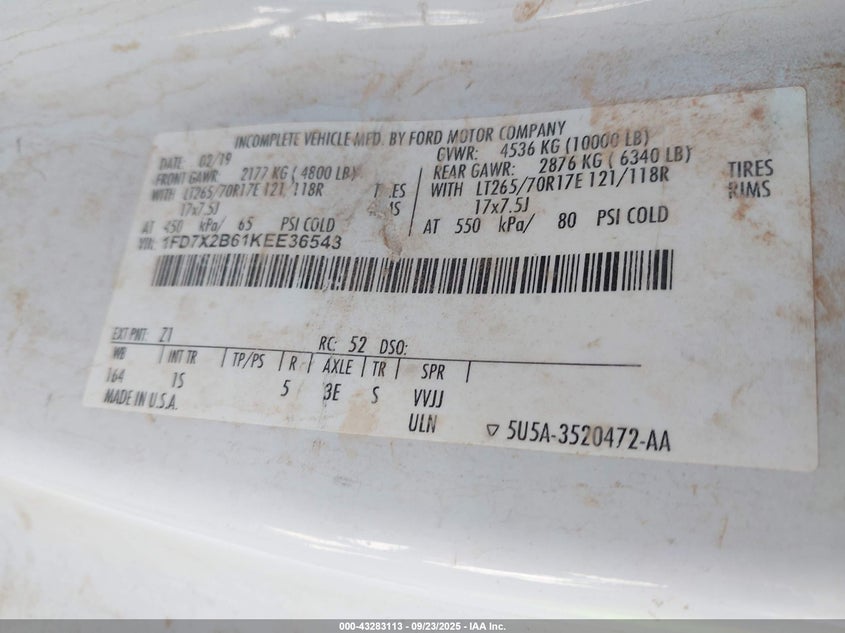 INCOMPLETE VEHICLE MFD. BY FORD MOTOR COMPANY
DATE: 02/19 GVWR: 4536 KG (10000 LB)
FRONT GAWR: 2177 KG ( 4800 LB) REAR GAWR: 2876 KG ( 6340 LB)
WITH LT265/70R17E 121/118R TIRES WITH LT265/70R17E 121/118R TIRES
17x7.5J 17x7.5J RIMS
AT 450 kPa/ 65 PSI COLD AT 550 kPa/ 80 PSI COLD
VIN: 1FD7X2B61KEE36543
EXT PNT: Z1 RC: 52 DSO:
WB INT TR TP/PS R AXLE TR SPR
164 1S 5 3E S VVJJ
MADE IN U.S.A. ULN
▽ 5U5A-3520472-AA
000-43283113 - 09/23/2025 - IAA Inc.